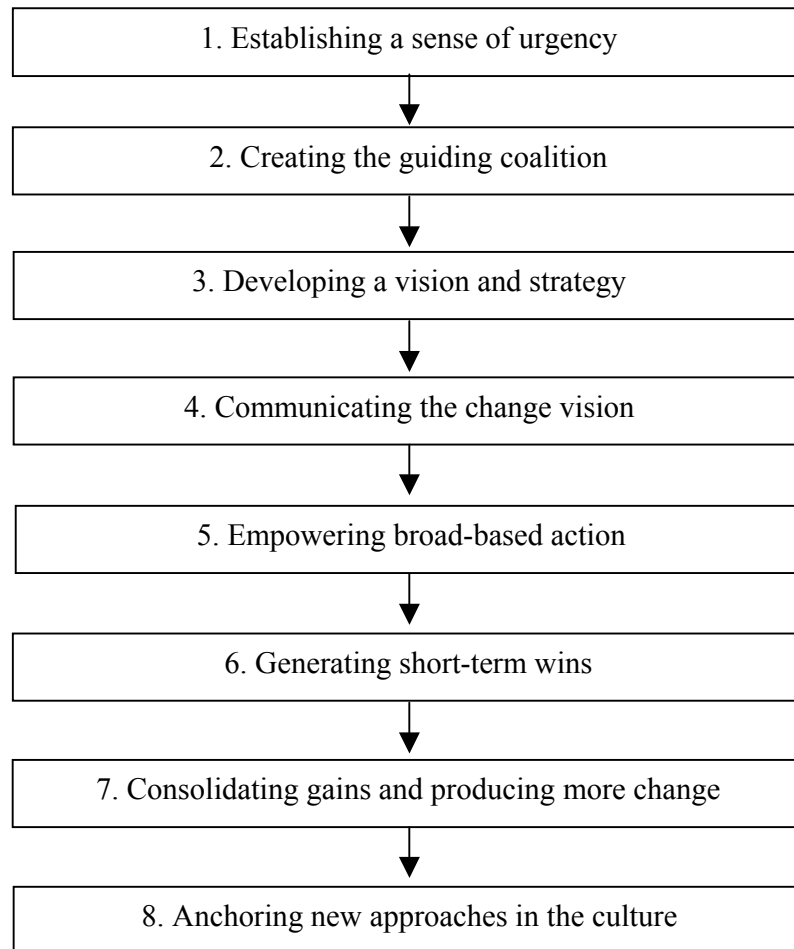 1. Establishing a sense of urgency
2. Creating the guiding coalition
3. Developing a vision and strategy
4. Communicating the change vision
5. Empowering broad-based action
6. Generating short-term wins
7. Consolidating gains and producing more change
8. Anchoring new approaches in the culture